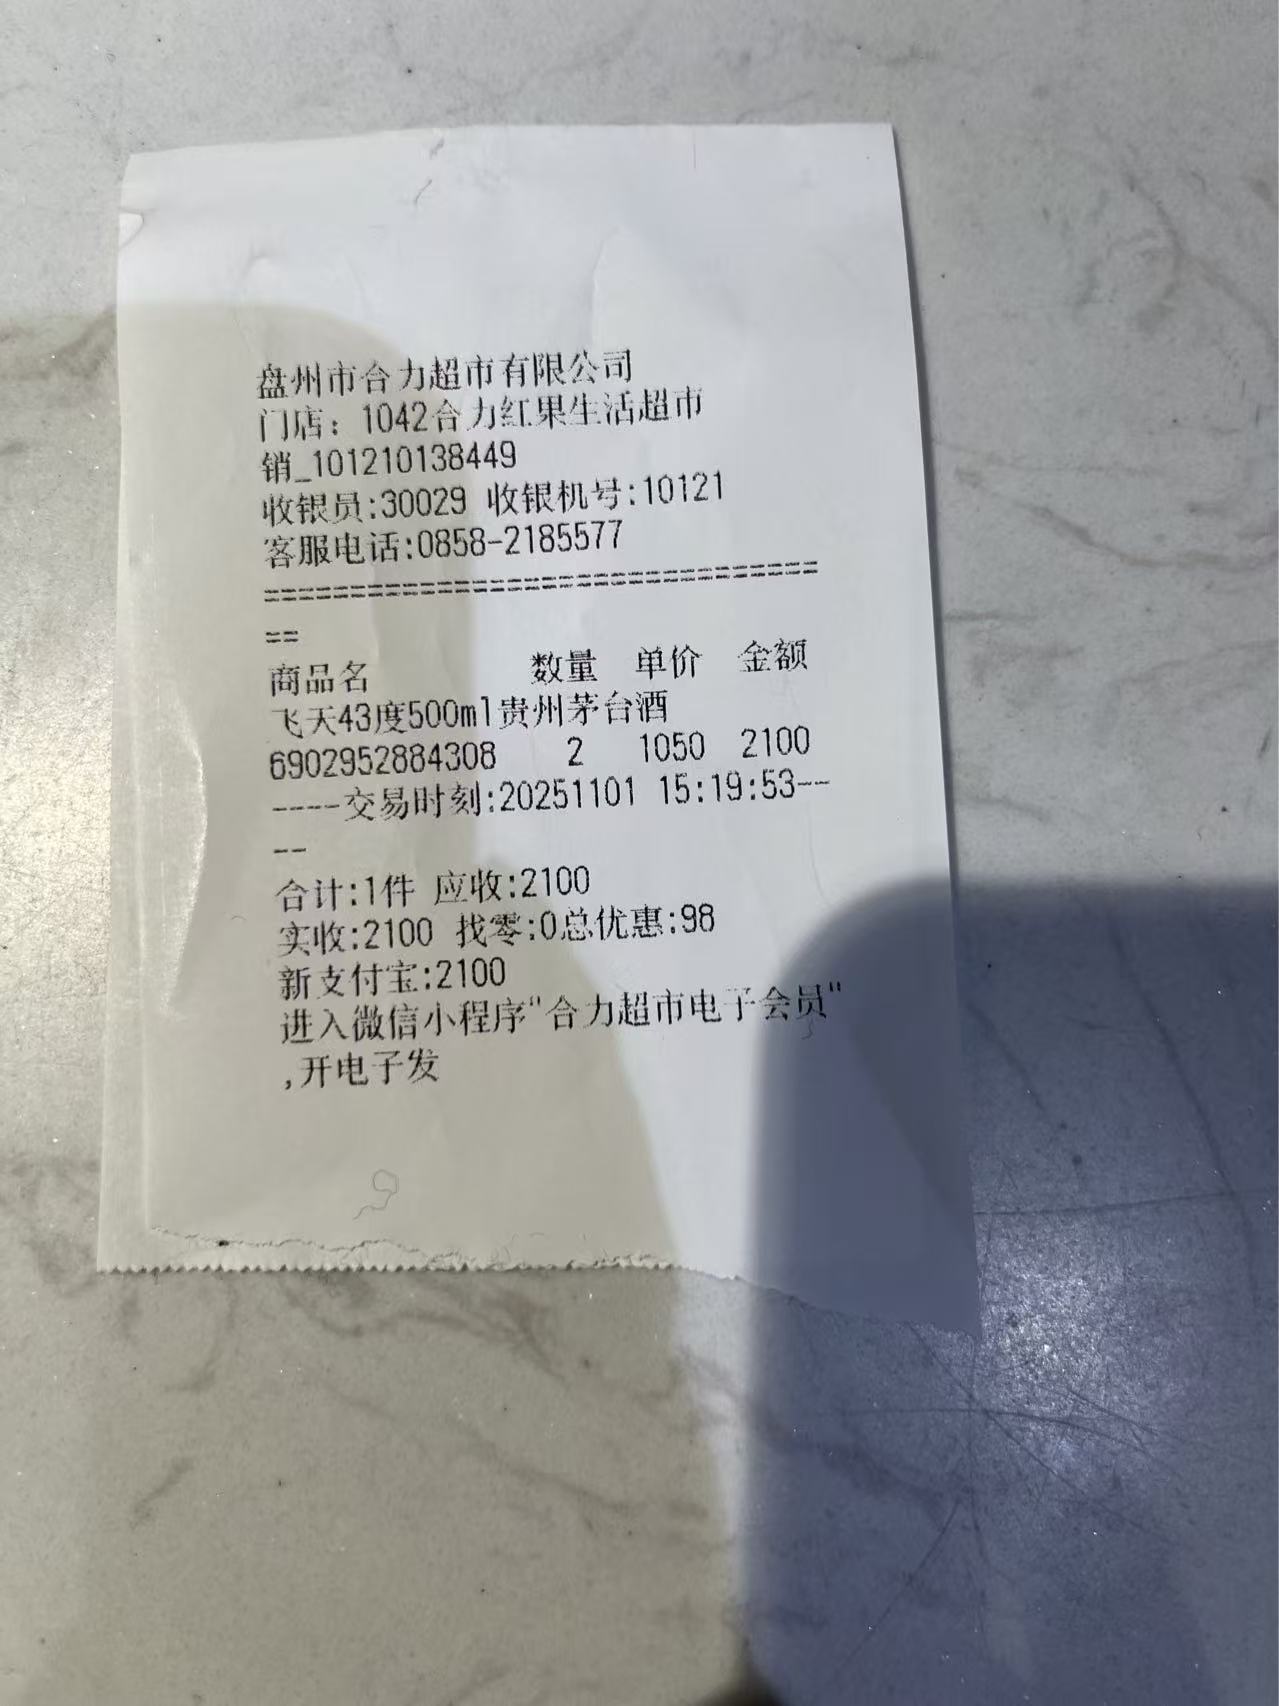 盘州市合力超市有限公司
门店：1042合力红果生活超市
销_101210138449
收银员:30029 收银机号:10121
客服电话:0858-2185577
================================
==
商品名 数量 单价 金额
飞天43度500ml贵州茅台酒
6902952884308 2 1050 2100
----交易时刻:20251101 15:19:53--
--
合计:1件 应收:2100
实收:2100 找零:0总优惠:98
新支付宝:2100
进入微信小程序"合力超市电子会员"
,开电子发